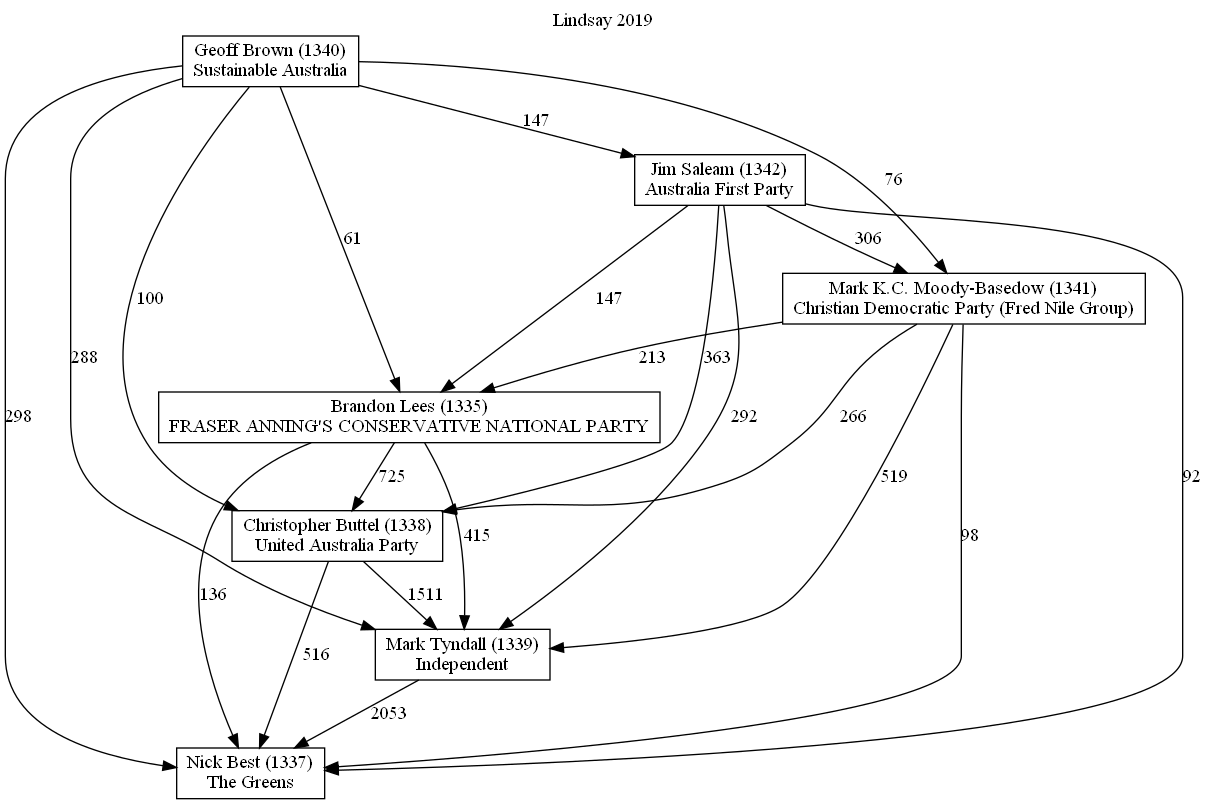 Lindsay 2019
Geoff Brown (1340)
Sustainable Australia
147
Jim Saleam (1342)
Australia First Party
76
61
306
Mark K.C. Moody-Basedow (1341)
Christian Democratic Party (Fred Nile Group)
100
147
288
213
363
Brandon Lees (1335)
FRASER ANNING'S CONSERVATIVE NATIONAL PARTY
298
292
266
725
519
92
Christopher Buttel (1338)
United Australia Party
415
98
136
1511
Mark Tyndall (1339)
Independent
516
2053
Nick Best (1337)
The Greens